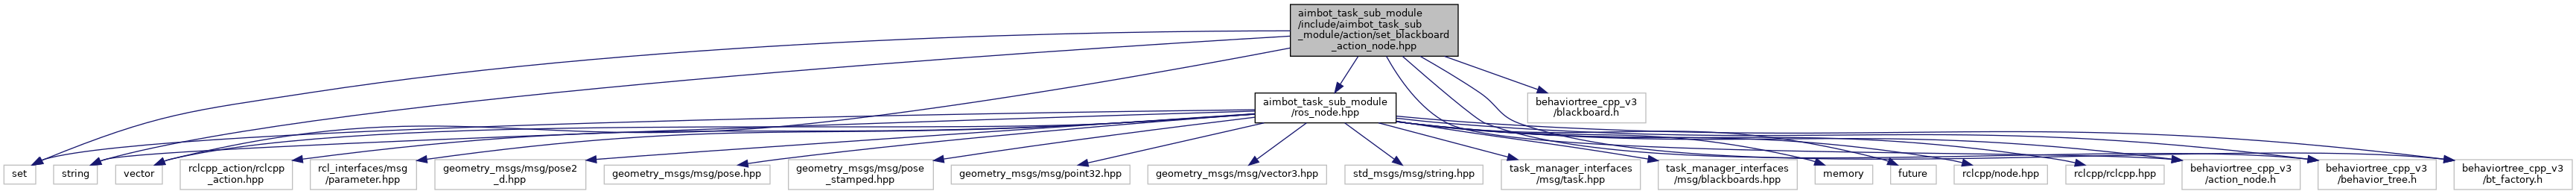 aimbot_task_sub_module
/include/aimbot_task_sub
_module/action/set_blackboard
_action_node.hpp
aimbot_task_sub_module
/ros_node.hpp
behaviortree_cpp_v3
/blackboard.h
set
string
vector
rclcpp_action/rclcpp
_action.hpp
rcl_interfaces/msg
/parameter.hpp
geometry_msgs/msg/pose2
_d.hpp
geometry_msgs/msg/pose.hpp
geometry_msgs/msg/pose
_stamped.hpp
geometry_msgs/msg/point32.hpp
geometry_msgs/msg/vector3.hpp
std_msgs/msg/string.hpp
task_manager_interfaces
/msg/task.hpp
task_manager_interfaces
/msg/blackboards.hpp
memory
future
rclcpp/node.hpp
rclcpp/rclcpp.hpp
behaviortree_cpp_v3
/action_node.h
behaviortree_cpp_v3
/behavior_tree.h
behaviortree_cpp_v3
/bt_factory.h